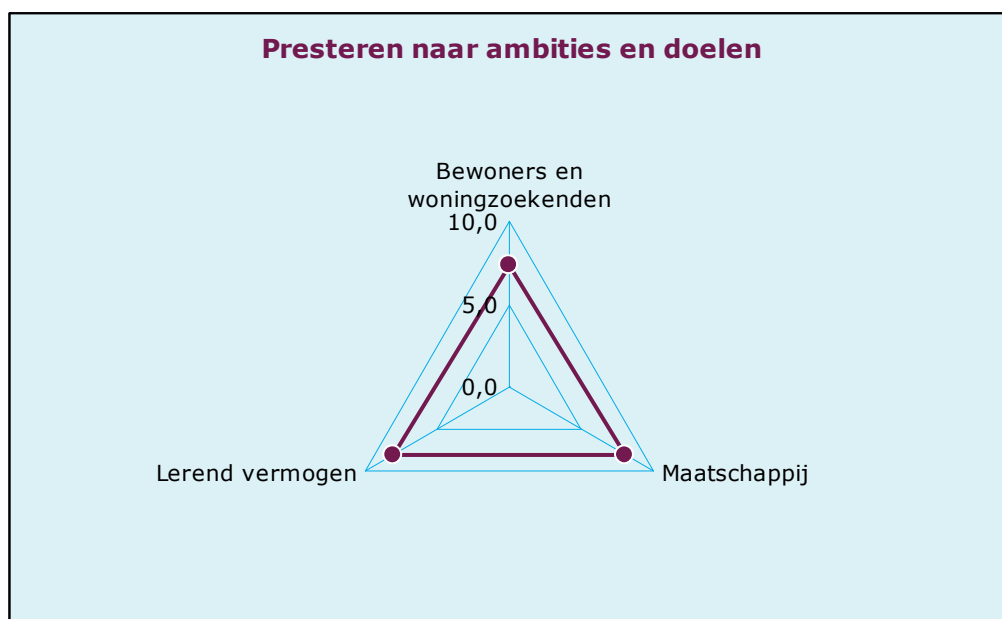 Presteren naar ambities en doelen
Bewoners en
woningzoekenden
10,0
5,0
0,0
Lerend vermogen
Maatschappij